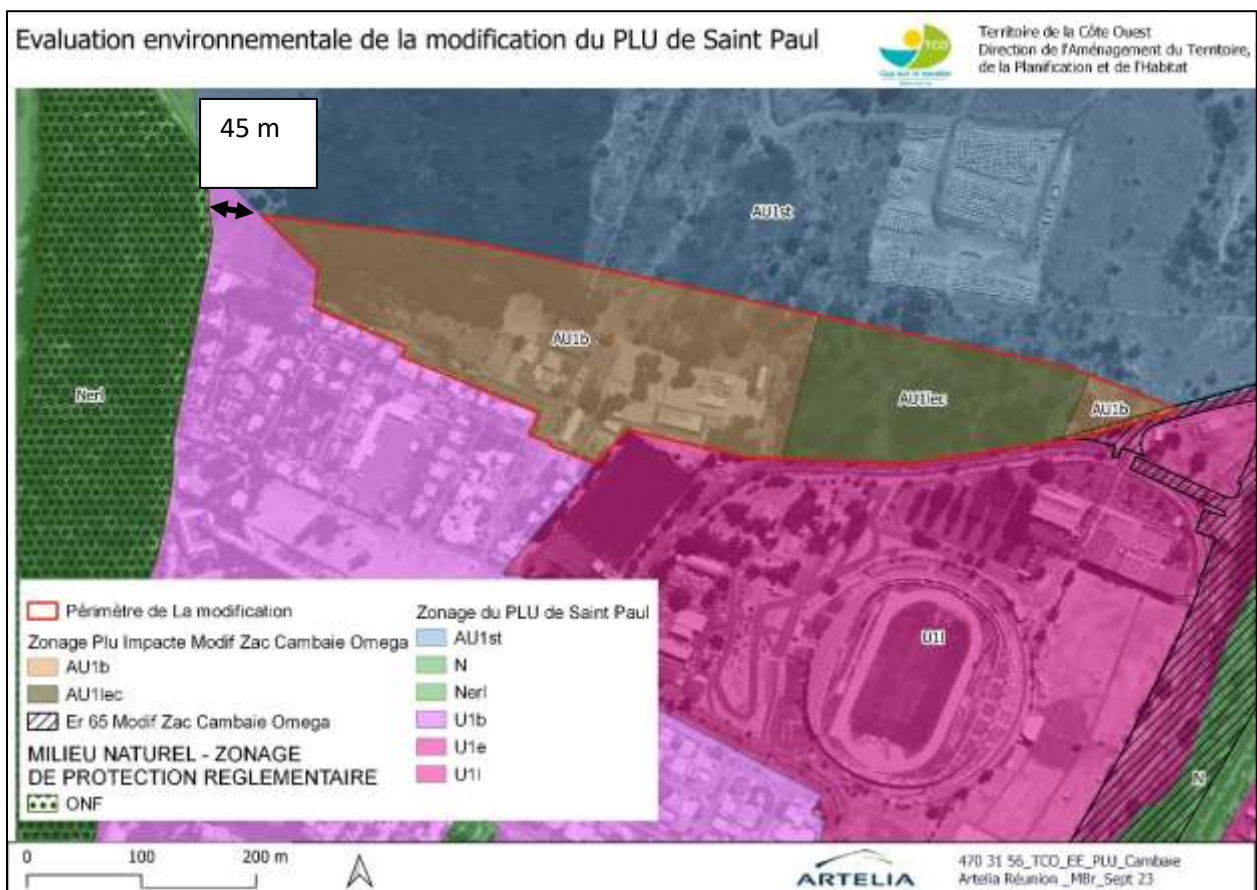 Evaluation environnementale de la modification du PLU de Saint Paul
TCO
Territoire de la Côte Ouest
Direction de l'Aménagement du Territoire,
de la Planification et de l'Habitat
45 m
AU1st
AU1b
AU1lec
AU1b
Nerl
U1l
N
Périmètre de La modification
Zonage Plu Impacte Modif Zac Cambaie Omega
AU1b
AU1lec
Er 65 Modif Zac Cambaie Omega
MILIEU NATUREL - ZONAGE
DE PROTECTION REGLEMENTAIRE
ONF
Zonage du PLU de Saint Paul
AU1st
N
Nerl
U1b
U1e
U1l
0 100 200 m
ARTELIA
470 31 56_TCO_EE_PLU_Cambaie
Artelia Réunion _MBr_Sept 23